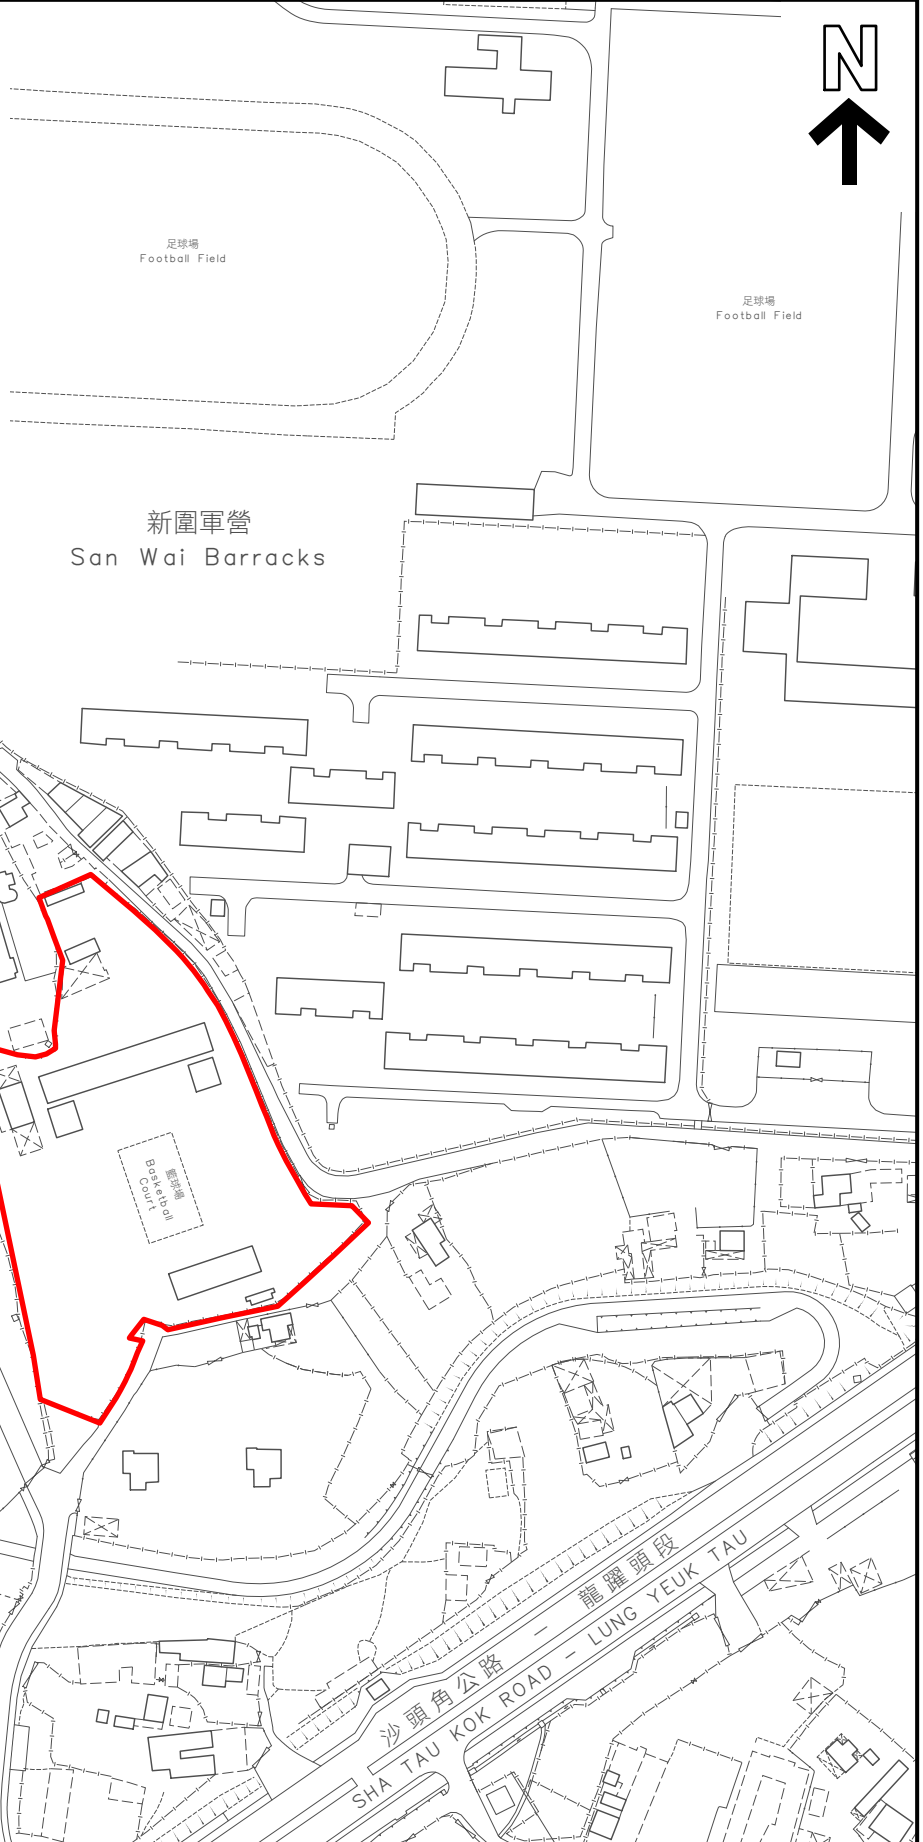 N
足球場
Football Field
足球場
Football Field
新圍軍營
San Wai Barracks
籃球場
Basketball
Court
沙頭角公路 － 龍躍頭段
SHA TAU KOK ROAD - LUNG YEUK TAU